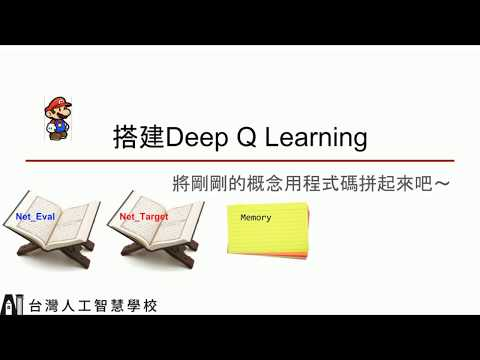 搭建Deep Q Learning
將剛剛的概念用程式碼拼起來吧～
Net_Eval
Net_Target
Memory
台灣人工智慧學校